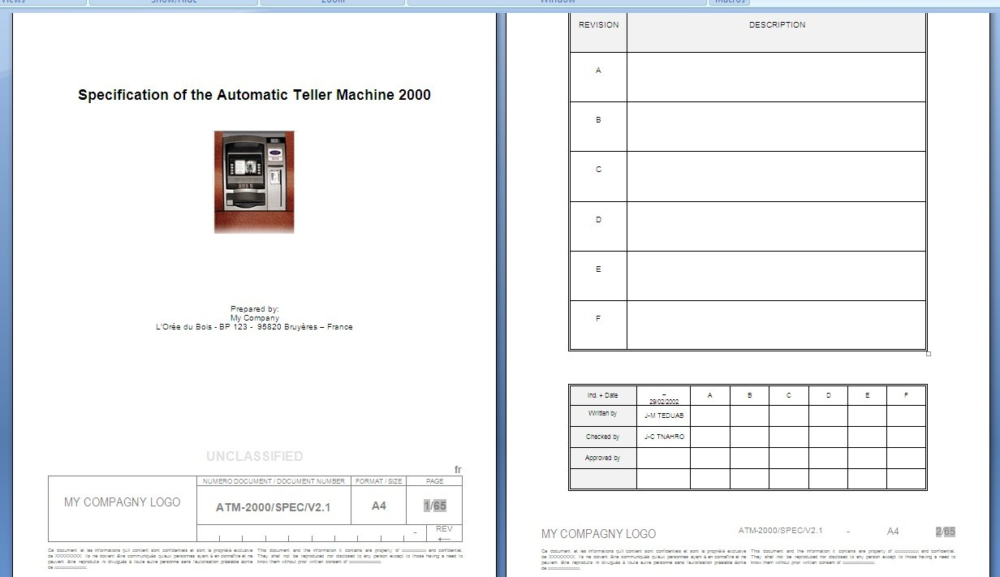 Views
Show/Hide
Zoom
Window
Macros
Specification of the Automatic Teller Machine 2000
Prepared by:
My Company
L'Orée du Bois - BP 123 - 95820 Bruyères – France
UNCLASSIFIED
fr
MY COMPAGNY LOGO
NUMERO DOCUMENT / DOCUMENT NUMBER
FORMAT / SIZE
PAGE
ATM-2000/SPEC/V2.1
A4
1/65
-
REV
←
Ce document et les informations qu'il contient sont confidentiels et sont la propriété exclusive
de XXXXXXXX. Ils ne doivent être communiqués qu'aux personnes ayant à en connaître et ne
peuvent être reproduits ni divulgués à toute autre personne sans l'autorisation préalable écrite
de xxxxxxxxxxxx.
This document and the information it contains are property of xxxxxxxxxx and confidential.
They shall not be reproduced nor disclosed to any person except to those having a need to
know them without prior written consent of xxxxxxxxxxxx.
REVISION DESCRIPTION
A
B
C
D
E
F
Ind. + Date – 29/02/2002 A B C D E F
Written by J-M TEDUAB
Checked by J-C TNAHRO
Approved by
MY COMPAGNY LOGO ATM-2000/SPEC/V2.1 - A4 2/65
Ce document et les informations qu'il contient sont confidentiels et sont la propriété exclusive
de XXXXXXXX. Ils ne doivent être communiqués qu'aux personnes ayant à en connaître et ne
peuvent être reproduits ni divulgués à toute autre personne sans l'autorisation préalable écrite
de xxxxxxxxxxxx.
This document and the information it contains are property of xxxxxxxxxx and confidential.
They shall not be reproduced nor disclosed to any person except to those having a need to
know them without prior written consent of xxxxxxxxxxxx.